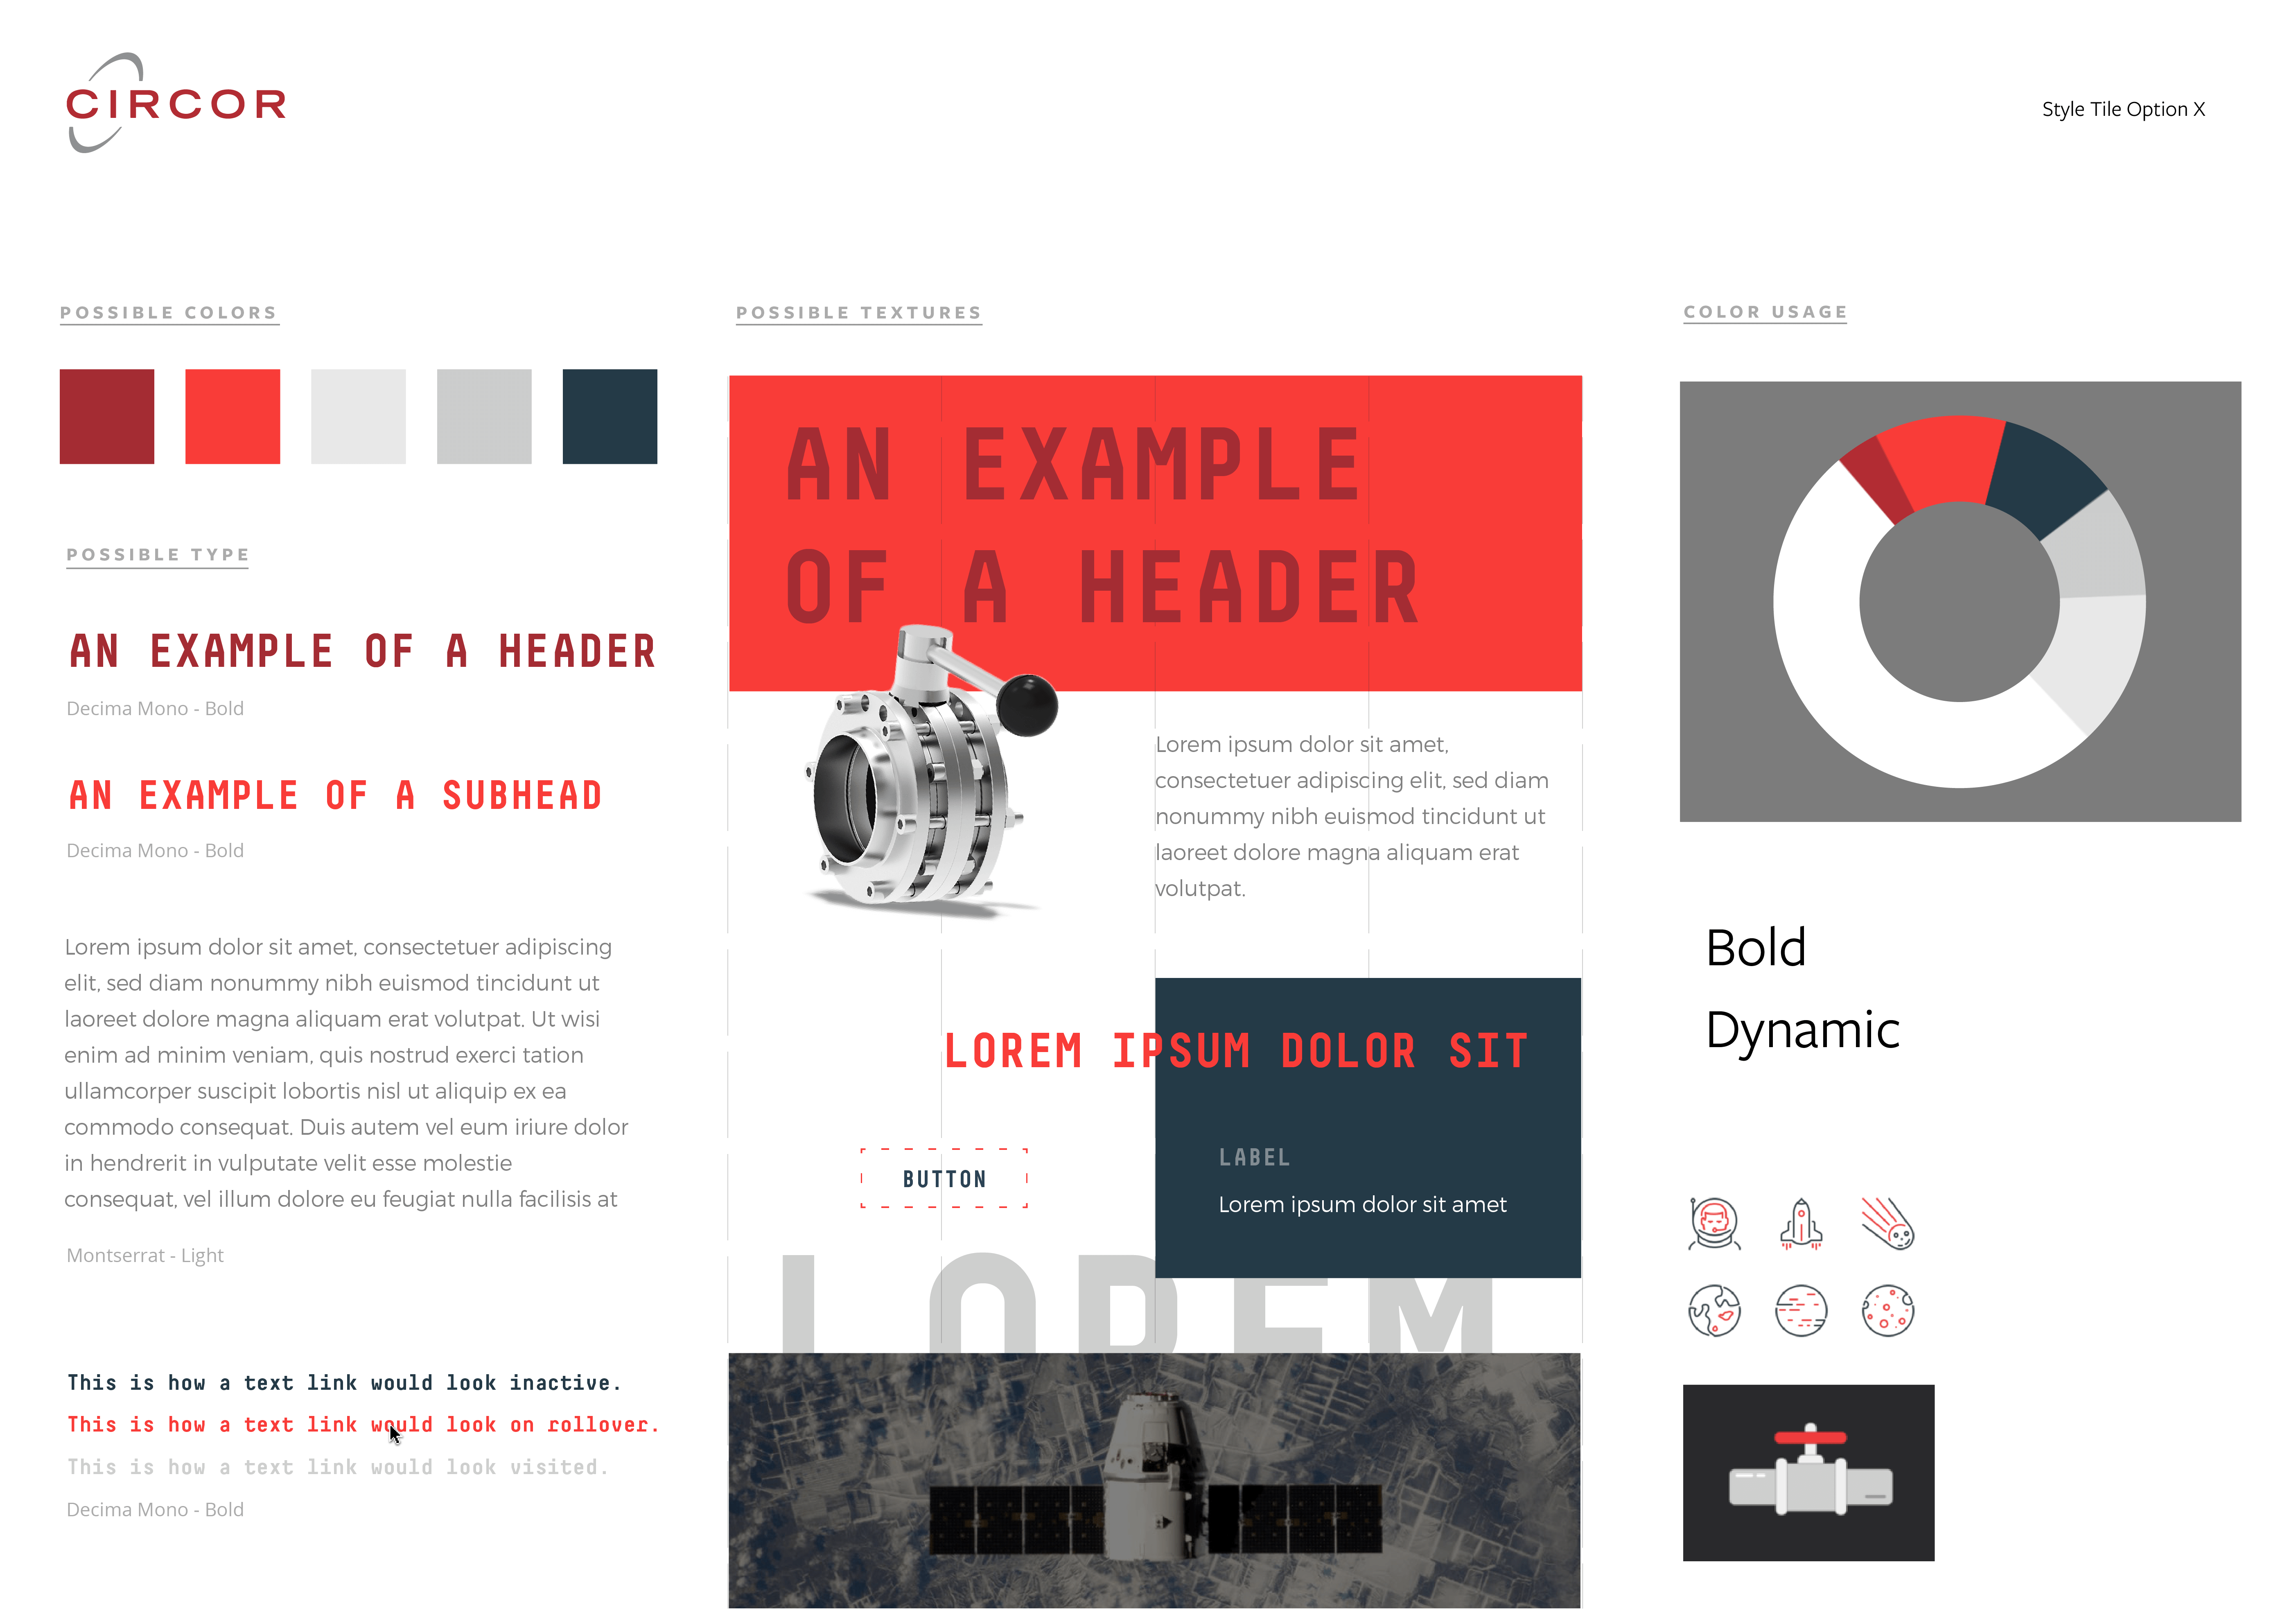 CIRCOR
Style Tile Option X
POSSIBLE COLORS
POSSIBLE TYPE
AN EXAMPLE OF A HEADER
Decima Mono - Bold
AN EXAMPLE OF A SUBHEAD
Decima Mono - Bold
Lorem ipsum dolor sit amet, consectetuer adipiscing
elit, sed diam nonummy nibh euismod tincidunt ut
laoreet dolore magna aliquam erat volutpat. Ut wisi
enim ad minim veniam, quis nostrud exerci tation
ullamcorper suscipit lobortis nisl ut aliquip ex ea
commodo consequat. Duis autem vel eum iriure dolor
in hendrerit in vulputate velit esse molestie
consequat, vel illum dolore eu feugiat nulla facilisis at
Montserrat - Light
This is how a text link would look inactive.
This is how a text link would look on rollover.
This is how a text link would look visited.
Decima Mono - Bold
POSSIBLE TEXTURES
AN EXAMPLE
OF A HEADER
Lorem ipsum dolor sit amet,
consectetuer adipiscing elit, sed diam
nonummy nibh euismod tincidunt ut
laoreet dolore magna aliquam erat
volutpat.
LOREM IPSUM DOLOR SIT
BUTTON
LABEL
Lorem ipsum dolor sit amet
LOREM
COLOR USAGE
Bold
Dynamic